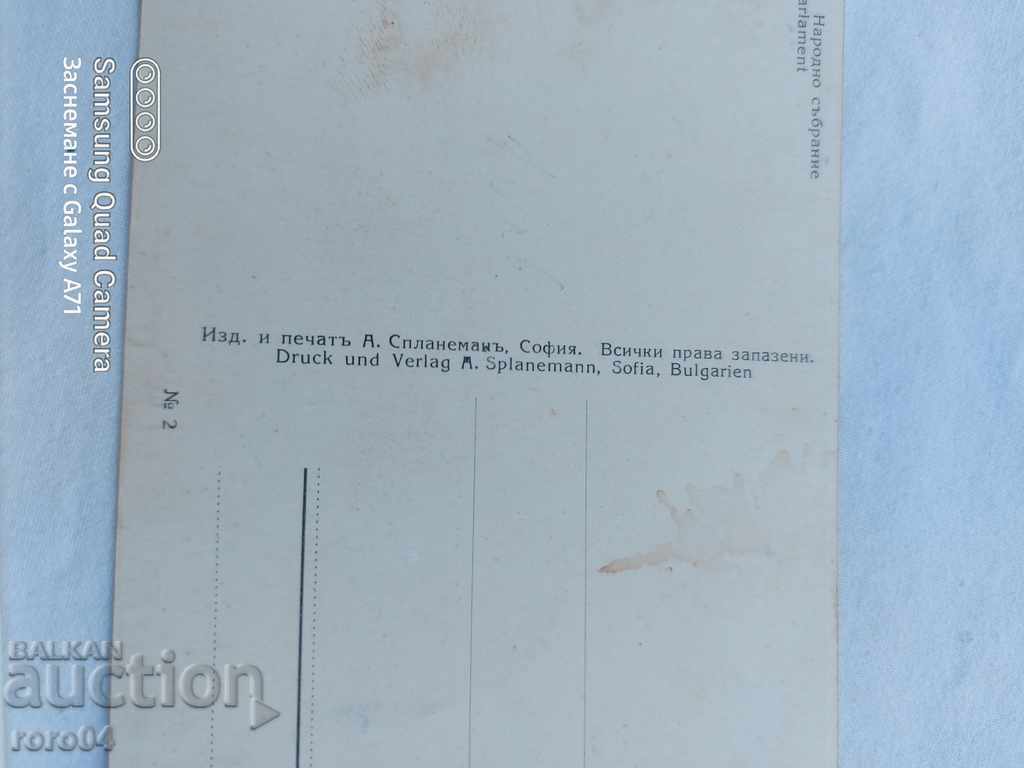 Народно събрание
arlament
Изд. и печатъ А. Спланеманъ, София. Всички права запазени.
Druck und Verlag A. Splanemann, Sofia, Bulgarien
№ 2
Samsung Quad Camera
Заснемане с Galaxy A71
BALKAN
auction
roro04